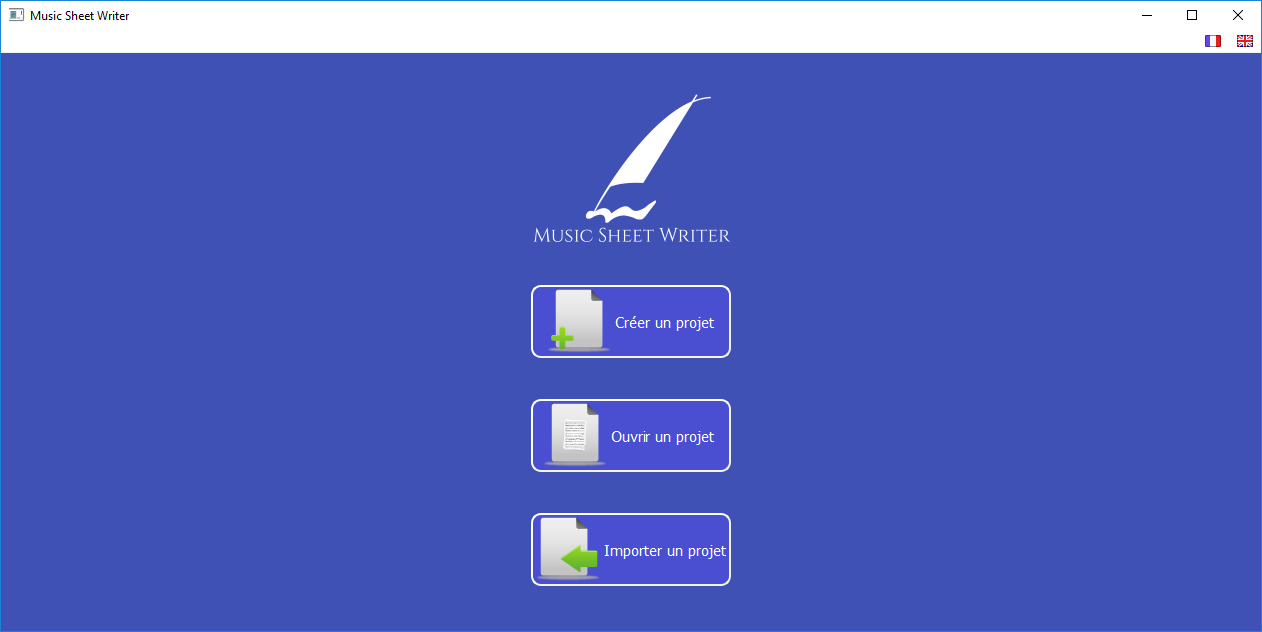 Music Sheet Writer
Music Sheet Writer
Créer un projet
Ouvrir un projet
Importer un projet